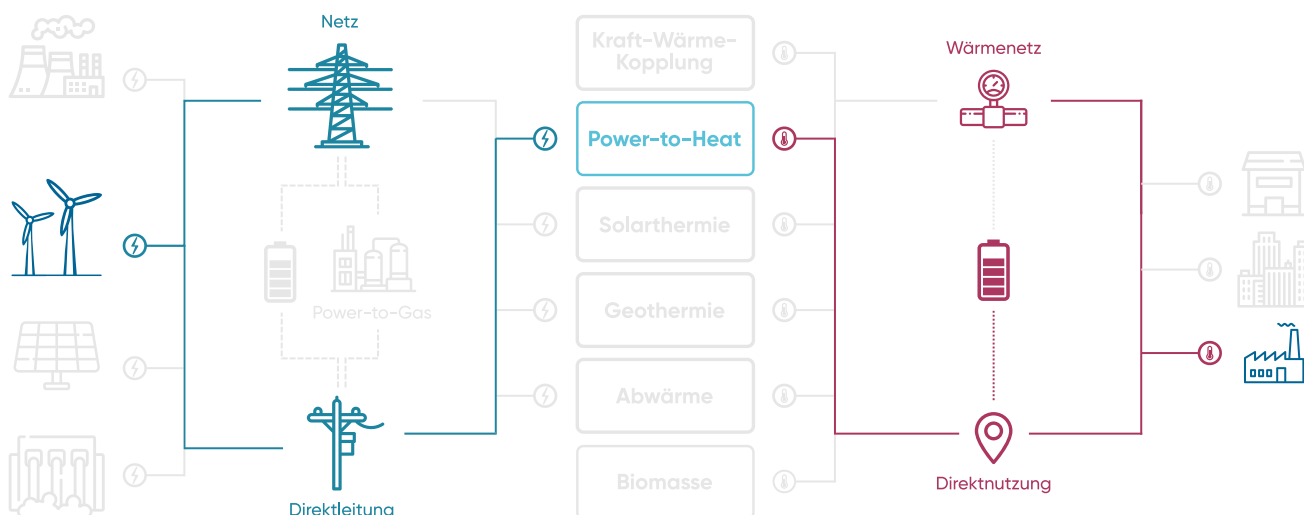 Netz
Kraft-Wärme-
Kopplung
Wärmenetz
Power-to-Heat
Solarthermie
Power-to-Gas
Geothermie
Abwärme
Biomasse
Direktnutzung
Direktleitung